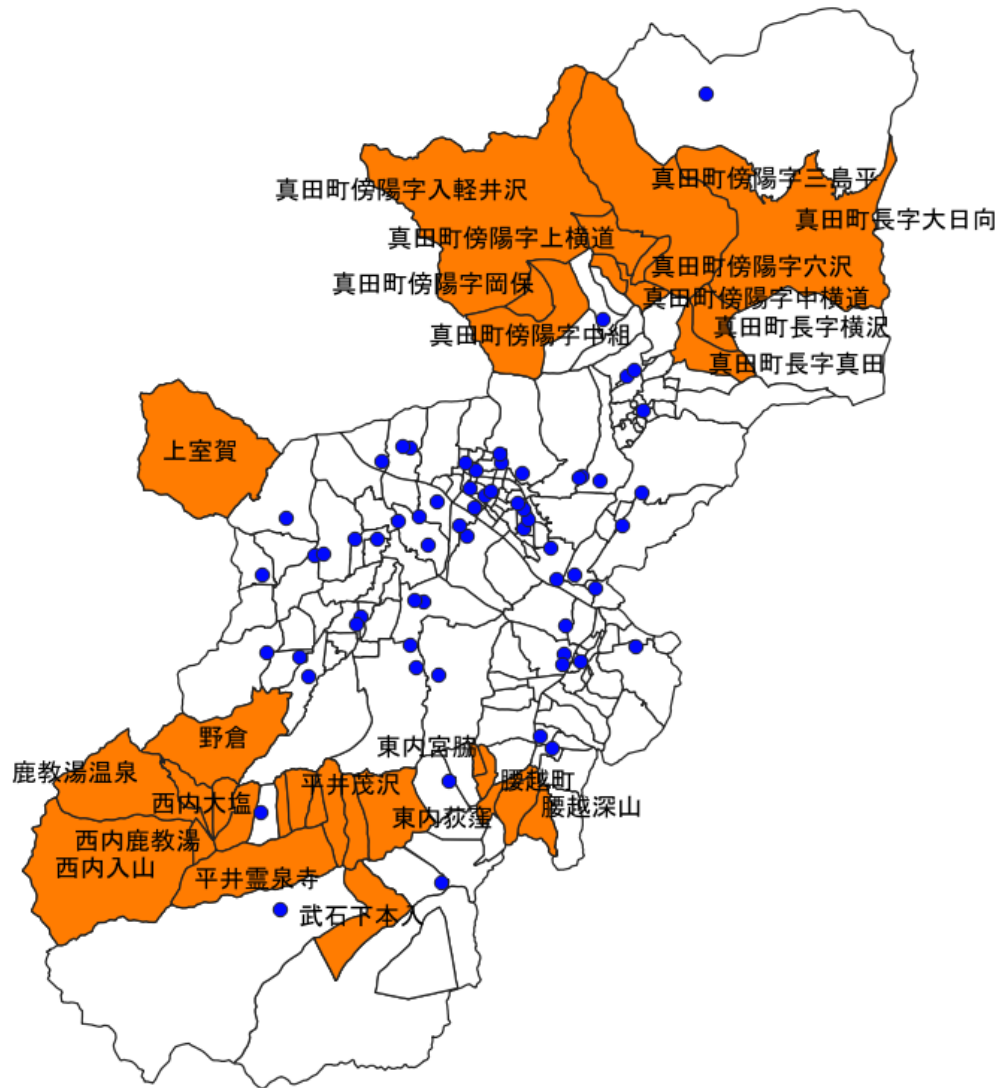 真田町傍陽字三島平
真田町傍陽字入軽井沢
真田町長字大日向
真田町傍陽字上横道
真田町傍陽字穴沢
真田町傍陽字岡保
真田町傍陽字中横道
真田町長字横沢
真田町傍陽字中組
真田町長字真田
上室賀
野倉
東内宮脇
鹿教湯温泉
平井茂沢
腰越町
西内大塩
腰越深山
東内荻窪
西内鹿教湯
西内入山
平井霊泉寺
武石下本入